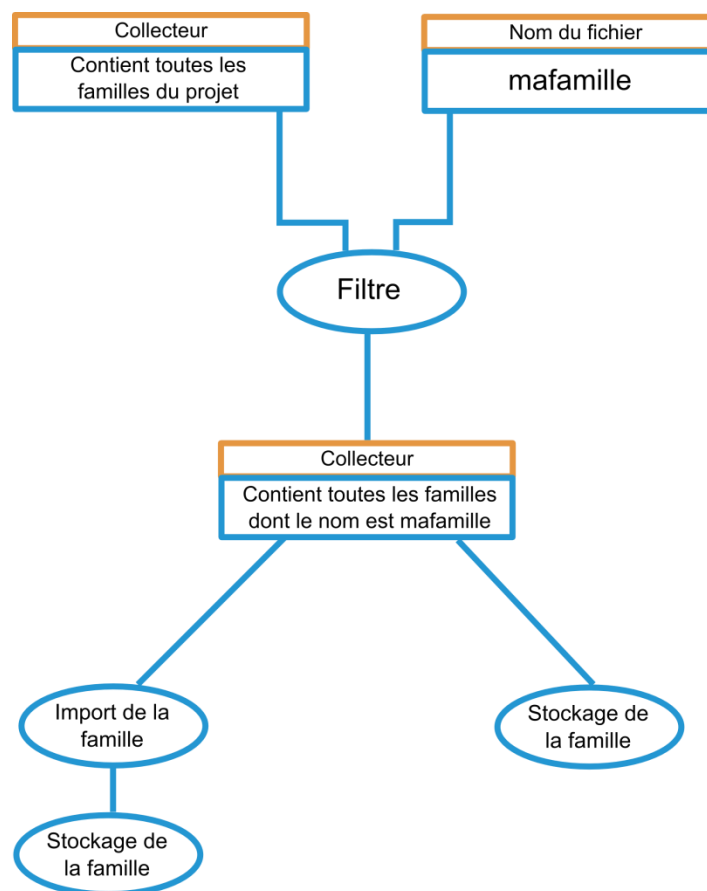 Collecteur
Contient toutes les
familles du projet
Nom du fichier
mafamille
Filtre
Collecteur
Contient toutes les familles
dont le nom est mafamille
Import de la
famille
Stockage de
la famille
Stockage de
la famille